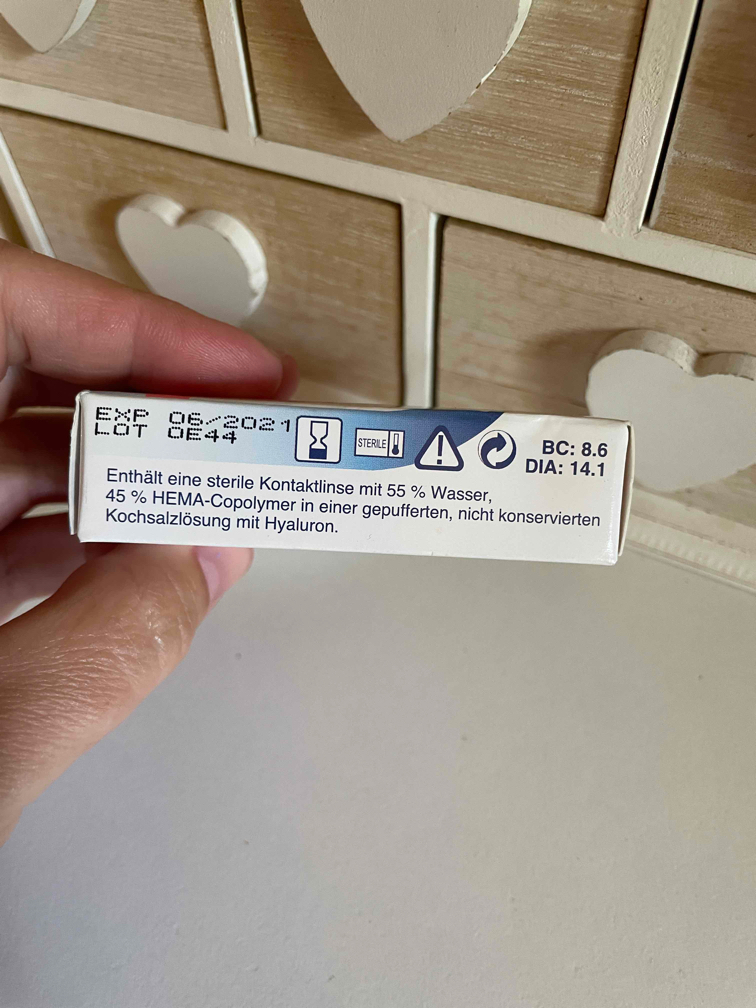 EXP 06/2021
LOT 0E44
STERILE
BC: 8.6
DIA: 14.1
Enthält eine sterile Kontaktlinse mit 55 % Wasser,
45 % HEMA-Copolymer in einer gepufferten, nicht konservierten
Kochsalzlösung mit Hyaluron.